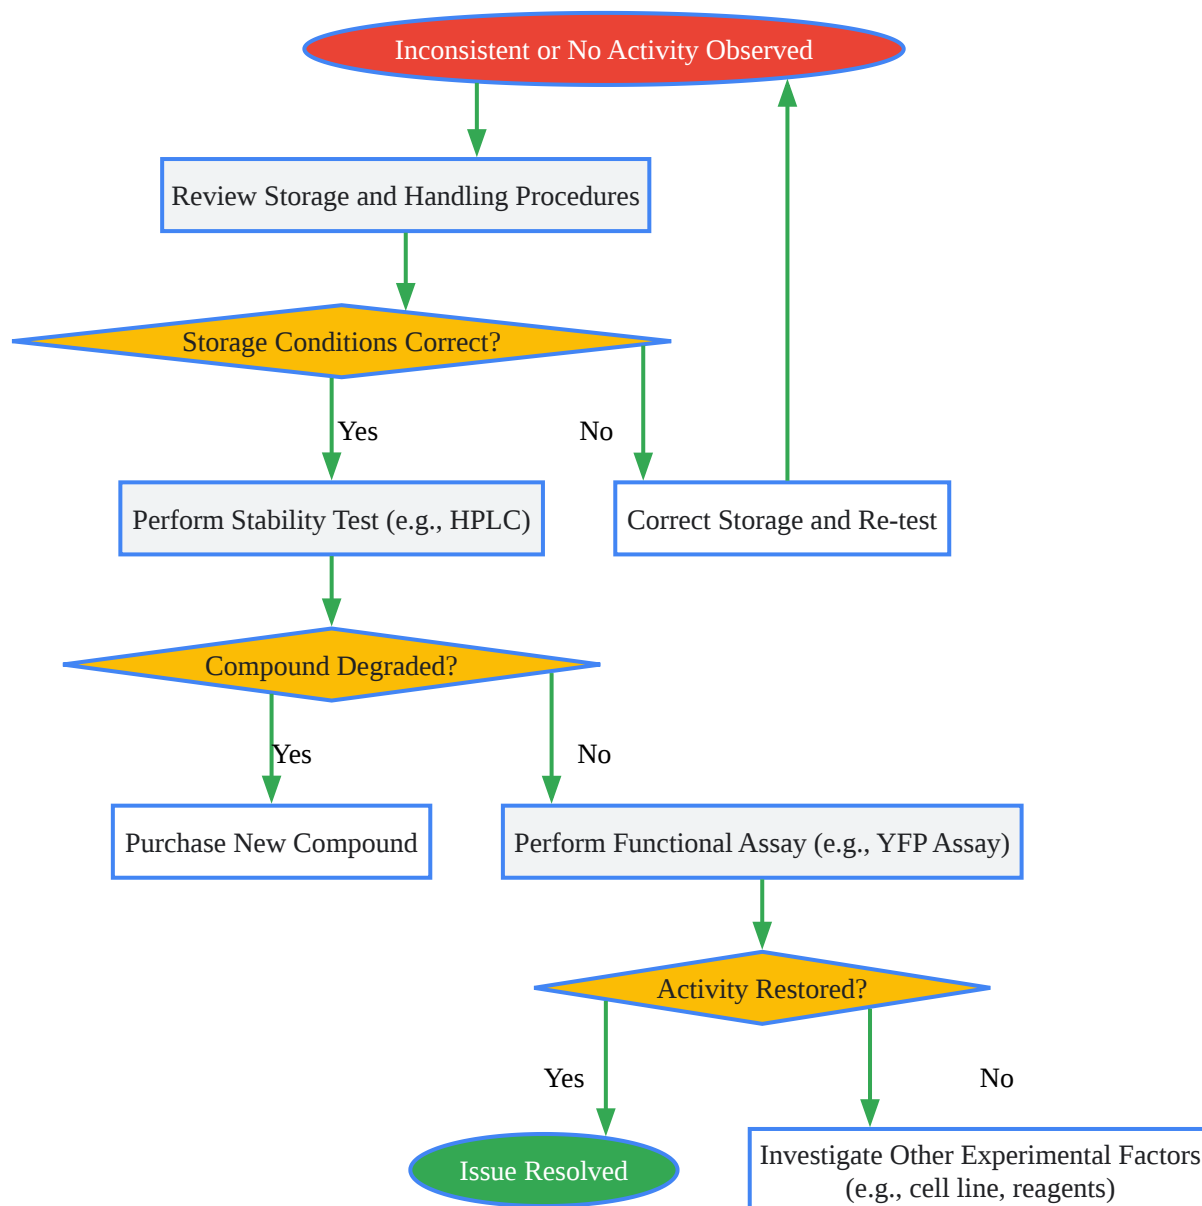 Inconsistent or No Activity Observed
Review Storage and Handling Procedures
Storage Conditions Correct?
Yes
No
Perform Stability Test (e.g., HPLC)
Correct Storage and Re-test
Compound Degraded?
Yes
No
Purchase New Compound
Perform Functional Assay (e.g., YFP Assay)
Activity Restored?
Yes
No
Issue Resolved
Investigate Other Experimental Factors
(e.g., cell line, reagents)